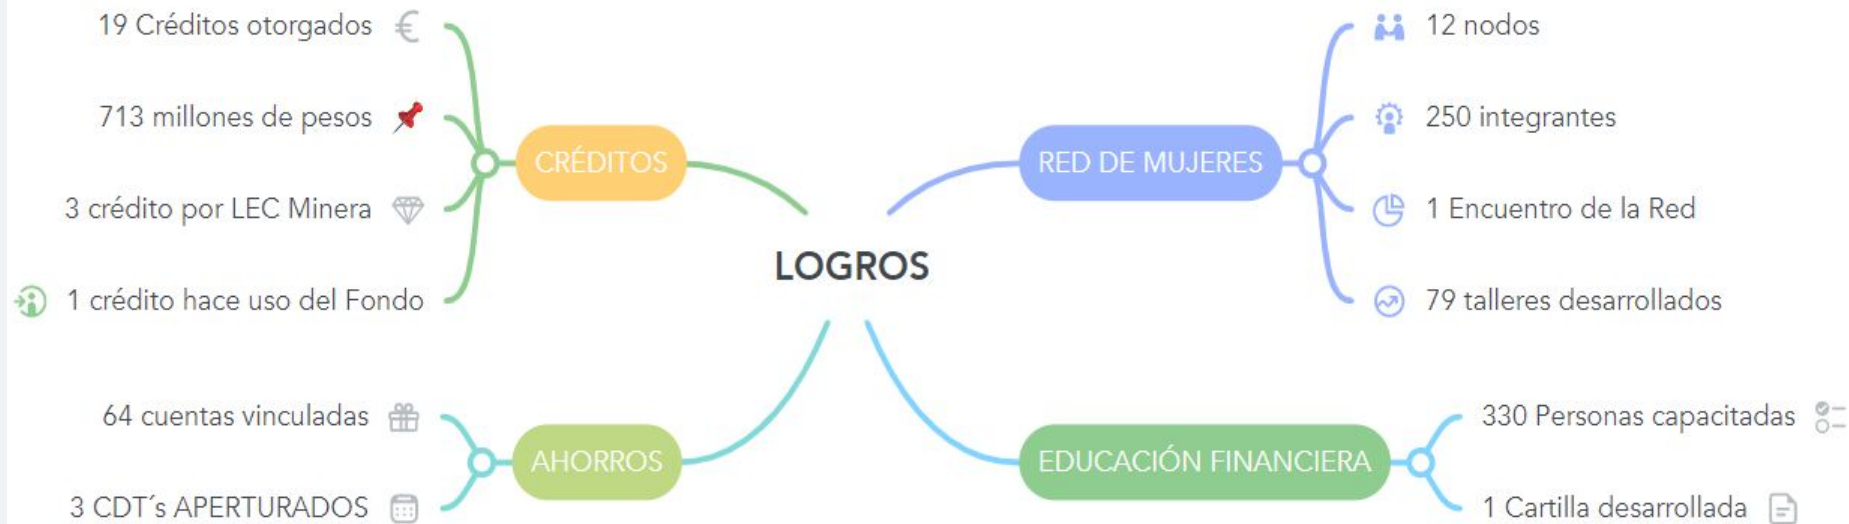 LOGROS
CRÉDITOS
19 Créditos otorgados
713 millones de pesos
3 crédito por LEC Minera
1 crédito hace uso del Fondo
AHORROS
64 cuentas vinculadas
3 CDT´s APERTURADOS
RED DE MUJERES
12 nodos
250 integrantes
1 Encuentro de la Red
79 talleres desarrollados
EDUCACIÓN FINANCIERA
330 Personas capacitadas
1 Cartilla desarrollada